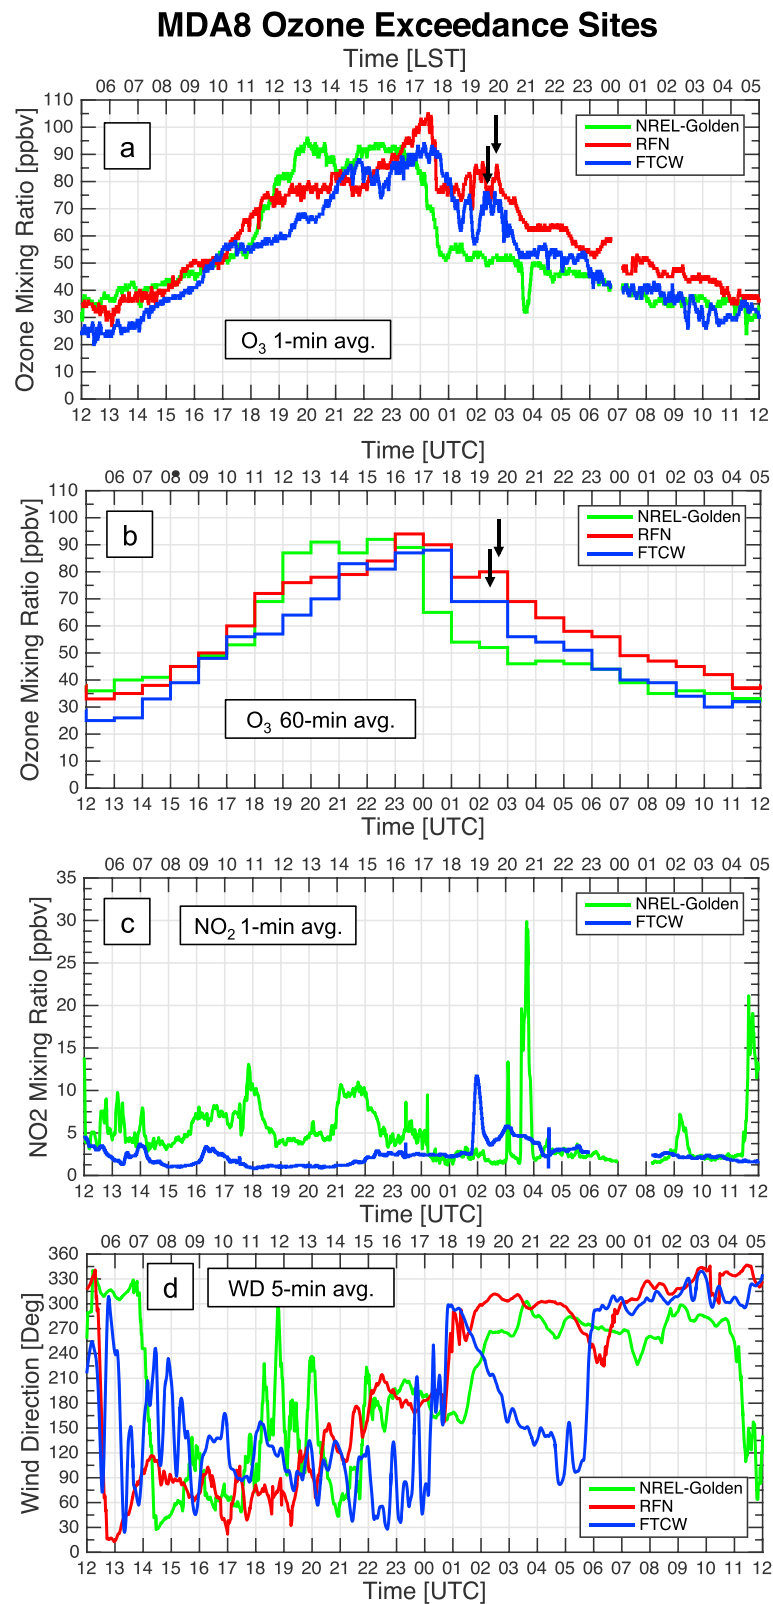 MDA8 Ozone Exceedance Sites
Time [LST]
06 07 08 09 10 11 12 13 14 15 16 17 18 19 20 21 22 23 00 01 02 03 04 05
110
100
90
80
70
60
50
40
30
20
10
0
Ozone Mixing Ratio [ppbv]
a
NREL-Golden
RFN
FTCW
O3 1-min avg.
12 13 14 15 16 17 18 19 20 21 22 23 00 01 02 03 04 05 06 07 08 09 10 11 12
Time [UTC]
06 07 08 09 10 11 12 13 14 15 16 17 18 19 20 21 22 23 00 01 02 03 04 05
110
100
90
80
70
60
50
40
30
20
10
0
Ozone Mixing Ratio [ppbv]
b
NREL-Golden
RFN
FTCW
O3 60-min avg.
12 13 14 15 16 17 18 19 20 21 22 23 00 01 02 03 04 05 06 07 08 09 10 11 12
Time [UTC]
06 07 08 09 10 11 12 13 14 15 16 17 18 19 20 21 22 23 00 01 02 03 04 05
35
30
25
20
15
10
5
0
NO2 Mixing Ratio [ppbv]
c
NO2 1-min avg.
NREL-Golden
FTCW
12 13 14 15 16 17 18 19 20 21 22 23 00 01 02 03 04 05 06 07 08 09 10 11 12
Time [UTC]
06 07 08 09 10 11 12 13 14 15 16 17 18 19 20 21 22 23 00 01 02 03 04 05
360
330
300
270
240
210
180
150
120
90
60
30
0
Wind Direction [Deg]
d
WD 5-min avg.
NREL-Golden
RFN
FTCW
12 13 14 15 16 17 18 19 20 21 22 23 00 01 02 03 04 05 06 07 08 09 10 11 12
Time [UTC]